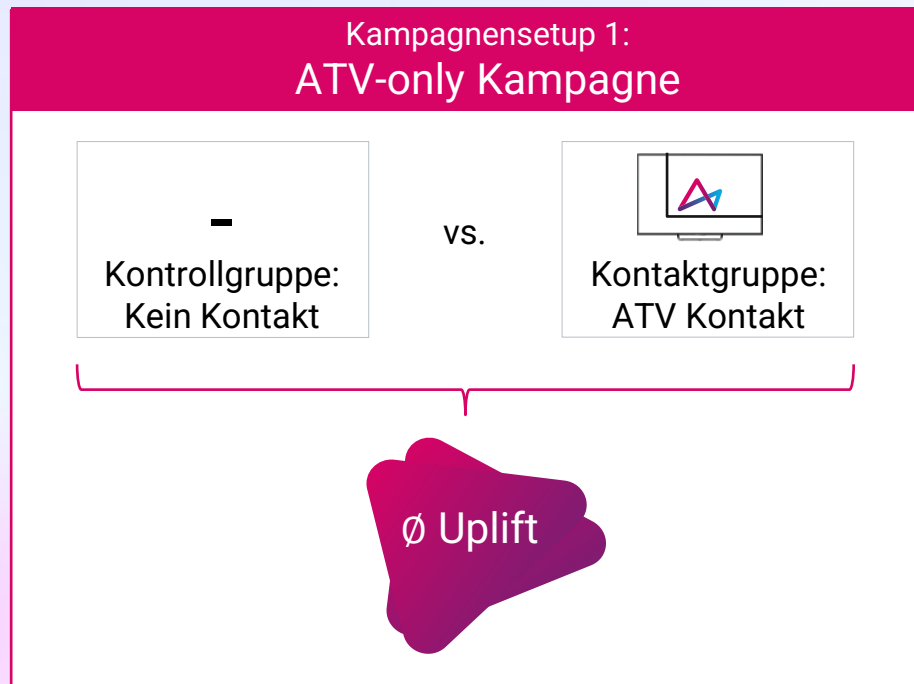 Kampagnensetup 1:
ATV-only Kampagne
-
Kontrollgruppe:
Kein Kontakt
vs.
Kontaktgruppe:
ATV Kontakt
Ø Uplift